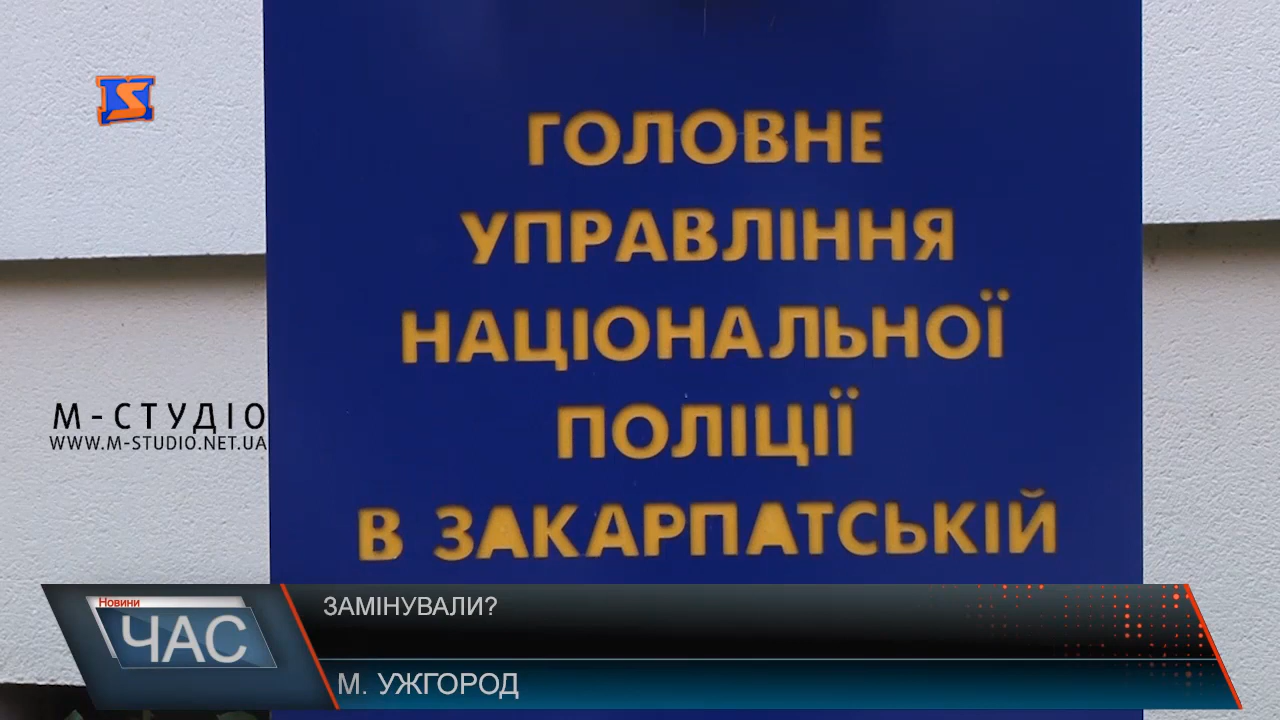 ГОЛОВНЕ
УПРАВЛІННЯ
НАЦІОНАЛЬНОЇ
ПОЛІЦІЇ
В ЗАКАРПАТСЬКІЙ
М-СТУДІО
WWW.M-STUDIO.NET.UA
Новини
ЧАС
ЗАМІНУВАЛИ?
М. УЖГОРОД